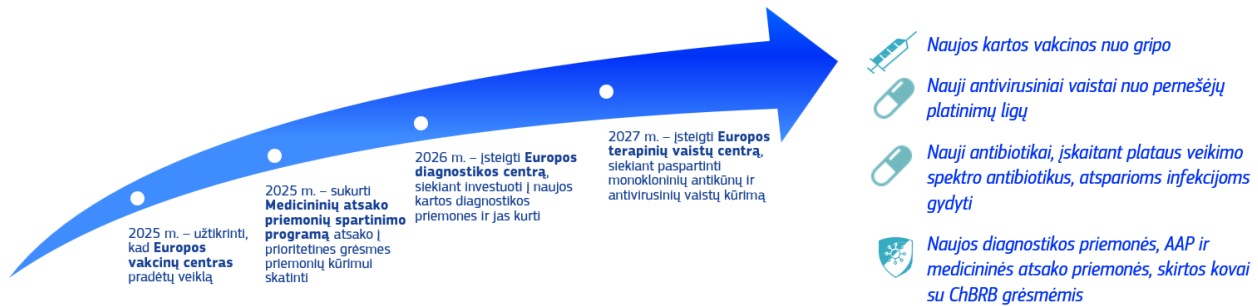 2025 m. – užtikrinti,
kad Europos
vakcinų centras
pradėtų veiklą
2025 m. – sukurti
Medicininių atsako
priemonių spartinimo
programą atsako į
prioritetines grėsmes
priemonių kūrimui
skatinti
2026 m. – įsteigti Europos
diagnostikos centrą,
siekiant investuoti į naujos
kartos diagnostikos
priemones ir jas kurti
2027 m. – įsteigti Europos
terapinių vaistų centrą,
siekiant paspartinti
monokloninių antikūnų ir
antivirusinių vaistų kūrimą
Naujos kartos vakcinos nuo gripo
Nauji antivirusiniai vaistai nuo pernešėjų
platinimų ligų
Nauji antibiotikai, įskaitant plataus veikimo
spektro antibiotikus, atsparioms infekcijoms
gydyti
Naujos diagnostikos priemonės, AAP ir
medicininės atsako priemonės, skirtos kovai
su ChBRB grėsmėmis